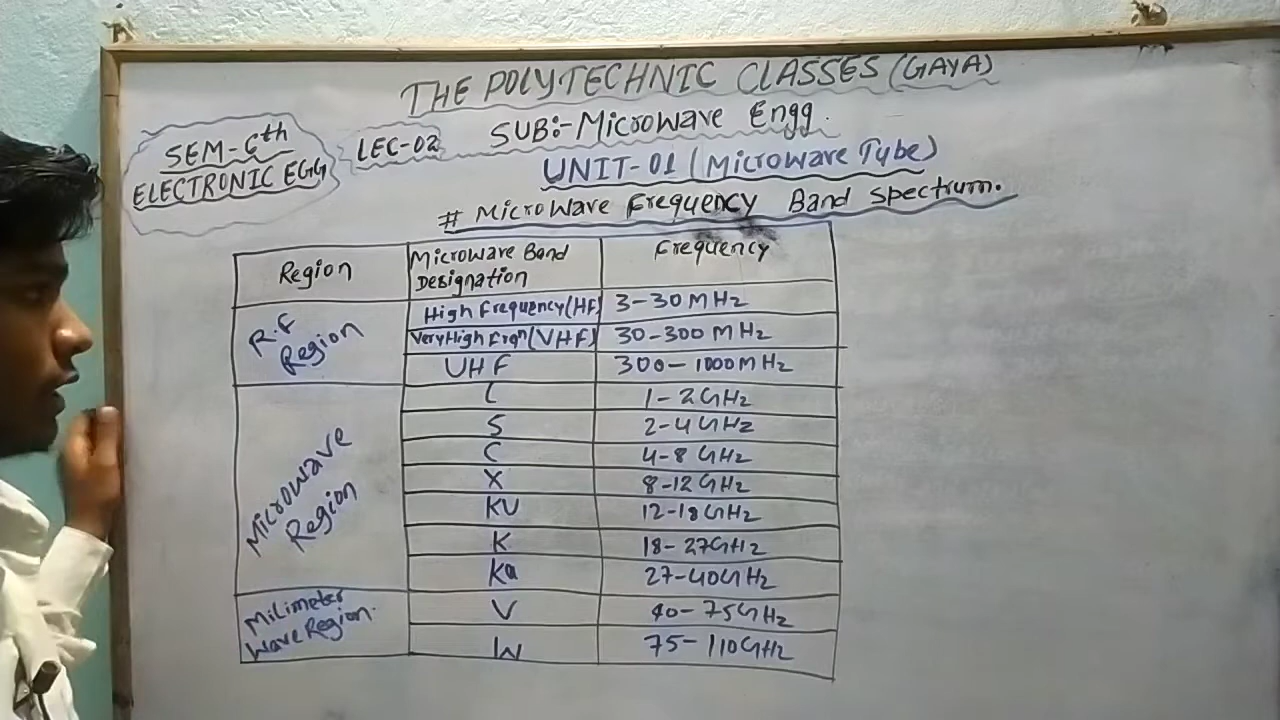 THE POLYTECHNIC CLASSES (GAYA)
SEM-6th
ELECTRONIC EGG
LEC-02
SUB:-Microwave Engg.
UNIT-01 (Microwave Tube)
# Microwave Frequency Band Spectrum.
Region
Microwave Band Designation
Frequency
R.F Region
High Frequency (HF)
3-30 MHz
Very High Frqn (VHF)
30-300 MHz
UHF
300-1000 MHz
Microwave Region
L
1-2 GHz
S
2-4 GHz
C
4-8 GHz
X
8-12 GHz
KU
12-18 GHz
K
18-27 GHz
Ka
27-40 GHz
Milimeter Wave Region.
V
40-75 GHz
W
75-110 GHz